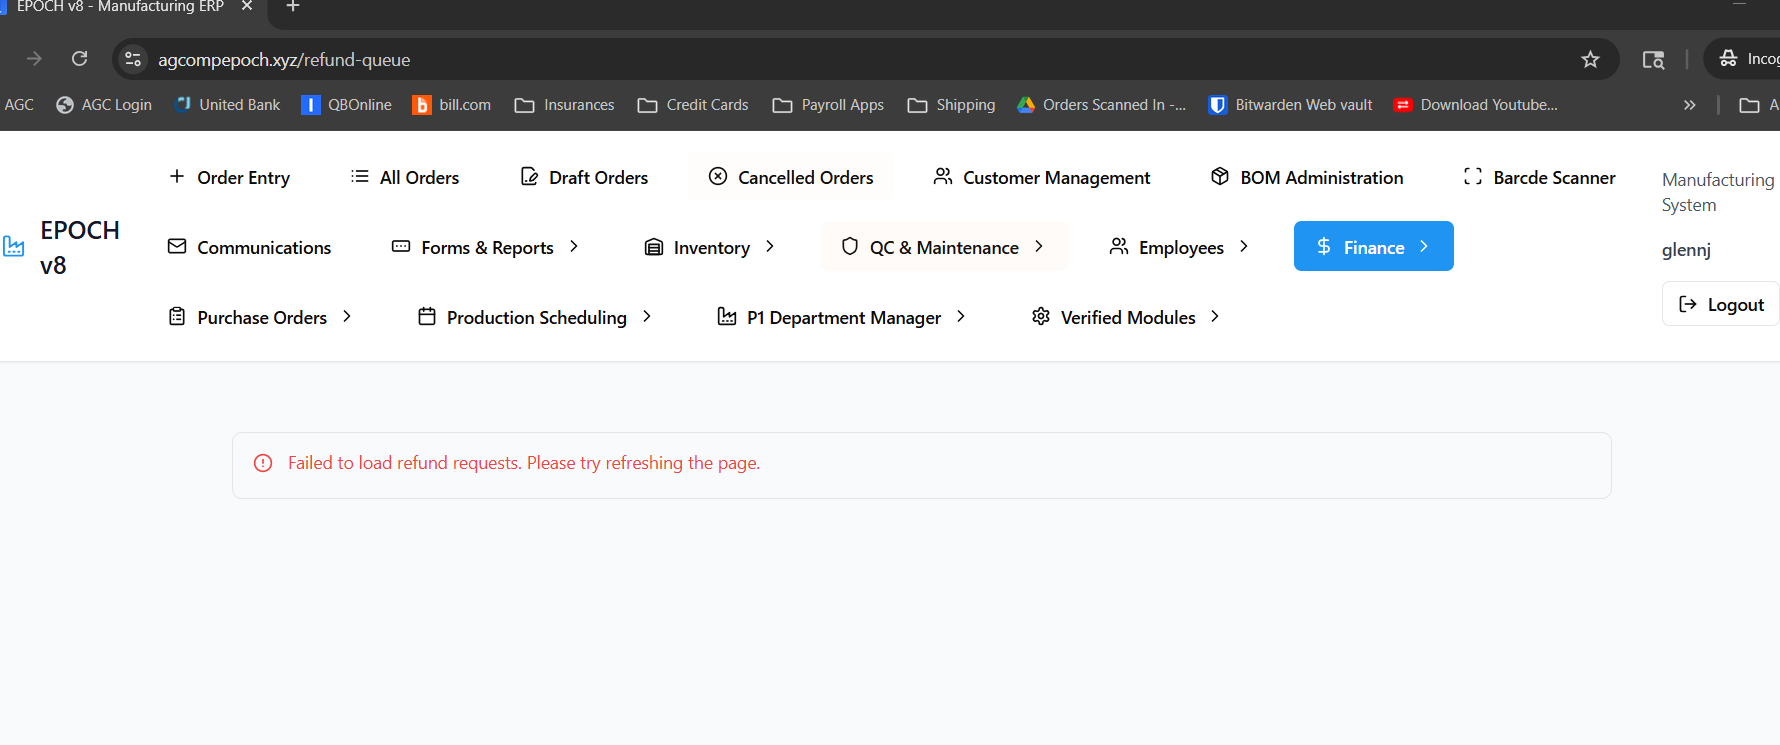 EPOCH v8 - Manufacturing ERP
agcompepoch.xyz/refund-queue
AGC AGC Login United Bank QBOnline bill.com Insurances Credit Cards Payroll Apps Shipping Orders Scanned In -... Bitwarden Web vault Download Youtube...
Order Entry All Orders Draft Orders Cancelled Orders Customer Management BOM Administration Barcde Scanner
Manufacturing
System
EPOCH
v8
Communications Forms & Reports Inventory QC & Maintenance Employees Finance
glennj
Purchase Orders Production Scheduling P1 Department Manager Verified Modules
Logout
Failed to load refund requests. Please try refreshing the page.